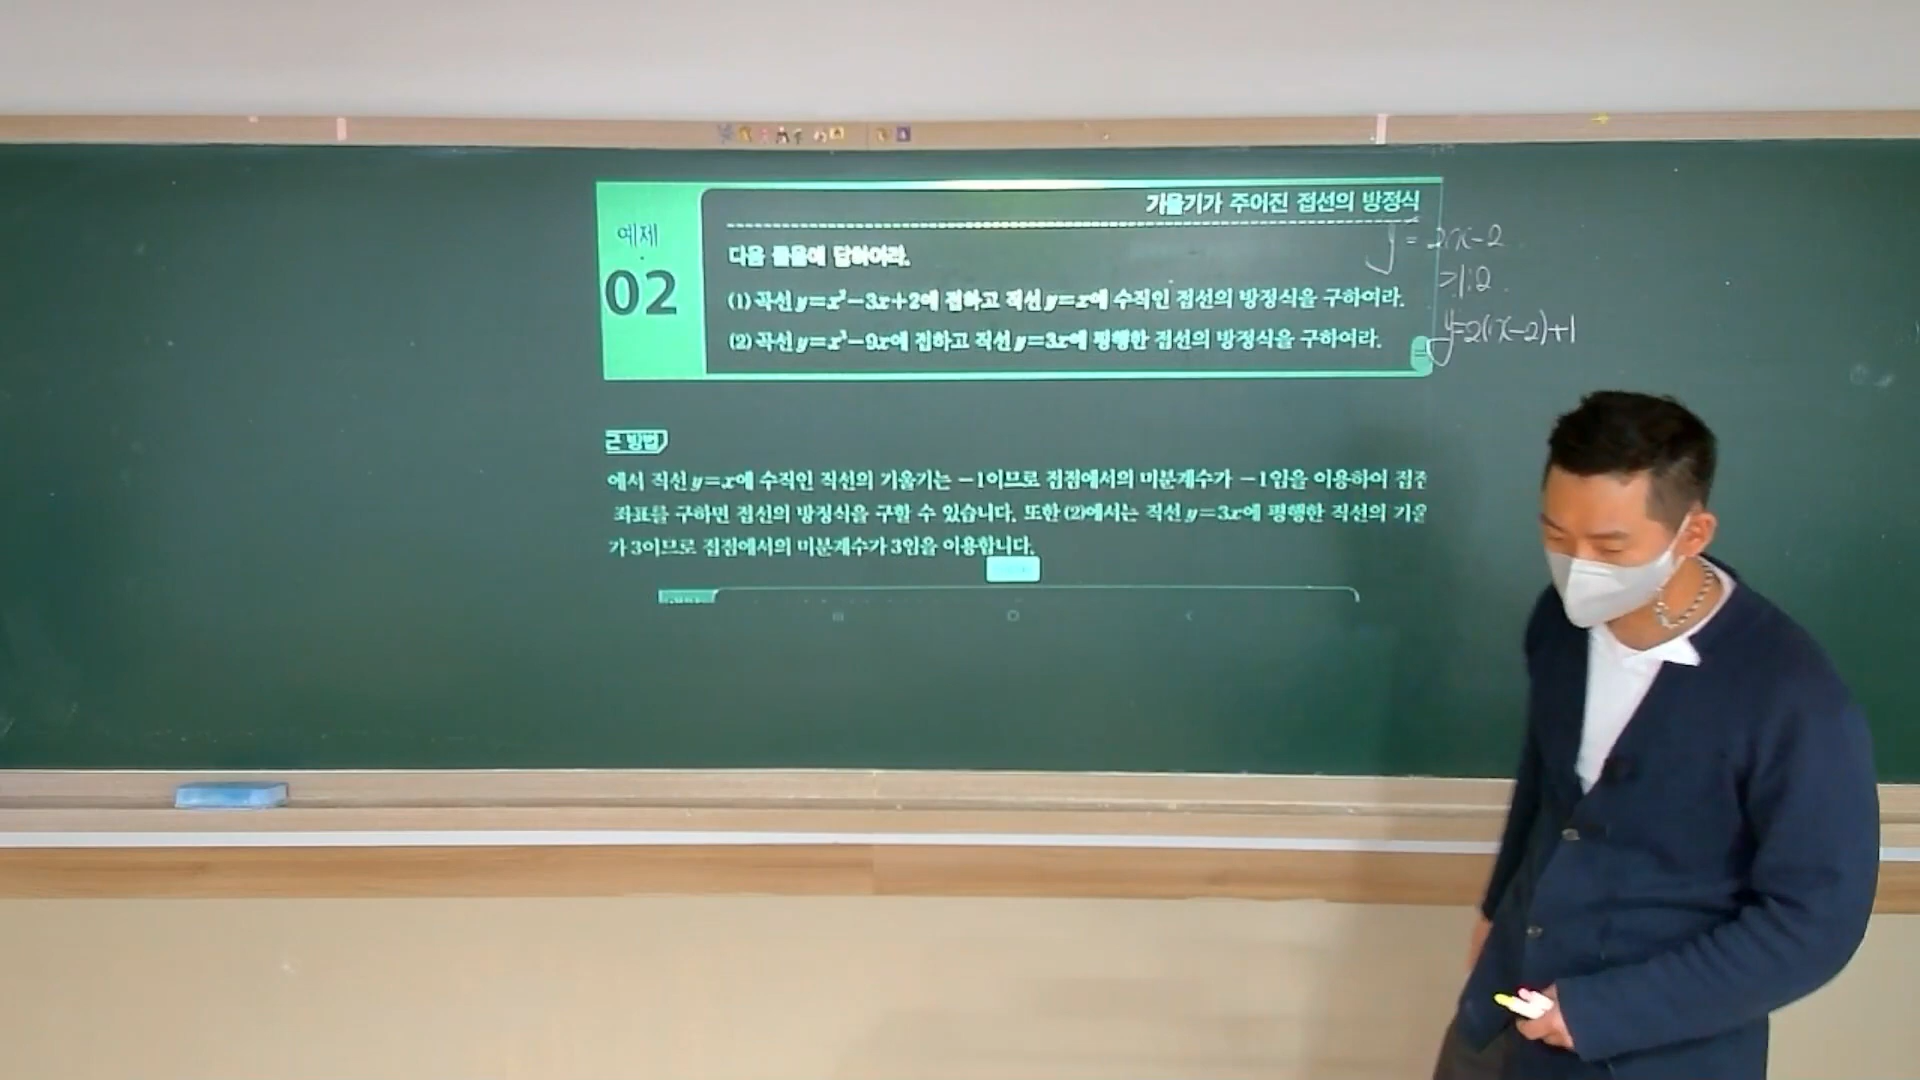 기울기가 주어진 접선의 방정식
예제
02
다음 물음에 답하여라.
(1) 곡선 y=x²-3x+2에 접하고 직선 y=x에 수직인 접선의 방정식을 구하여라.
(2) 곡선 y=x³-9x에 접하고 직선 y=3x에 평행한 접선의 방정식을 구하여라.
y'=2x-2
y=2(x-2)+1
근 방법
에서 직선 y=x에 수직인 직선의 기울기는 -1이므로 접점에서의 미분계수가 -1임을 이용하여 접점
좌표를 구하면 접선의 방정식을 구할 수 있습니다. 또한 (2)에서는 직선 y=3x에 평행한 직선의 기울
가 3이므로 접점에서의 미분계수가 3임을 이용합니다.